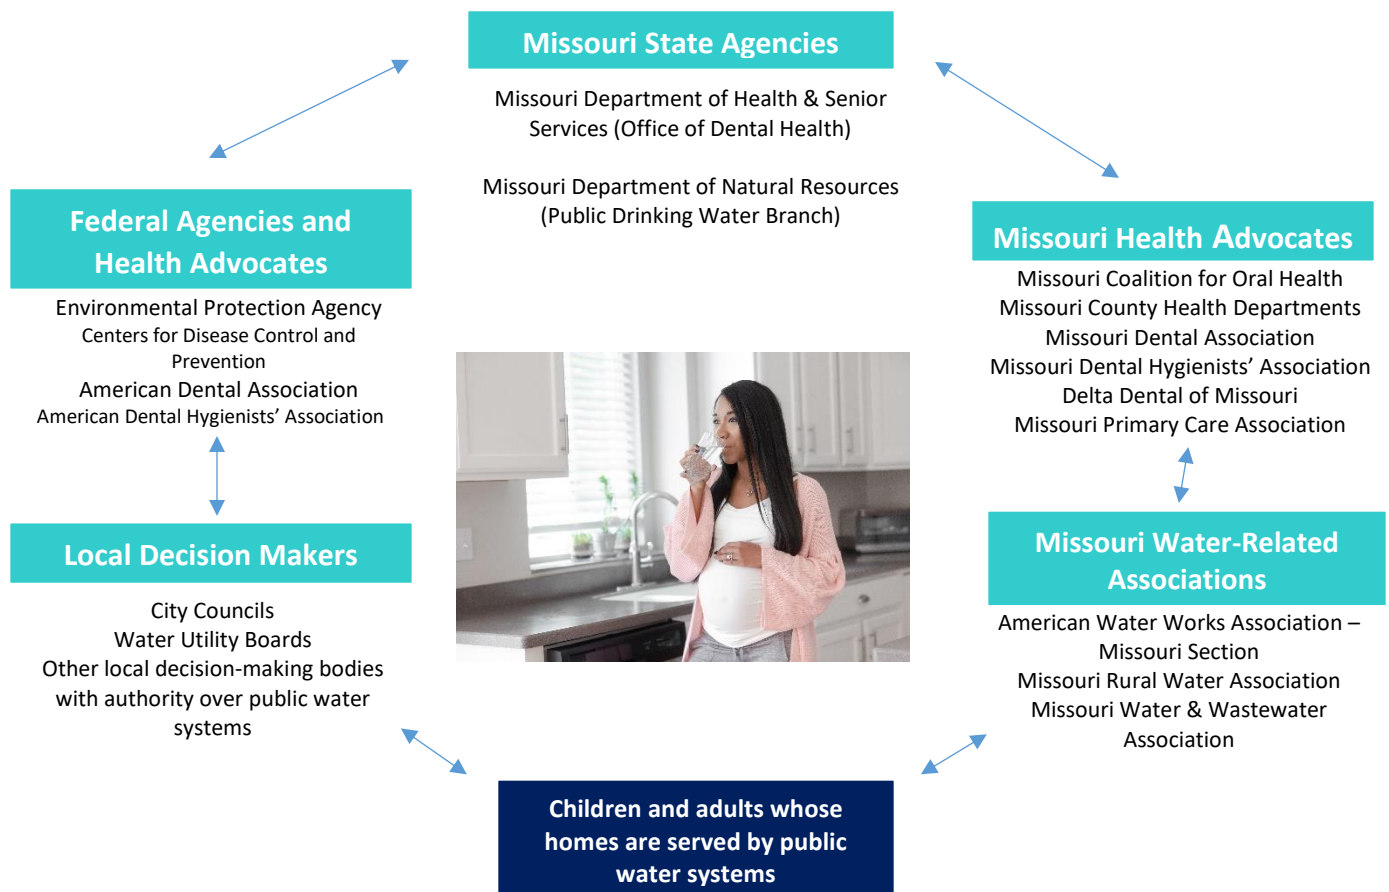 Missouri State Agencies
Missouri Department of Health & Senior
Services (Office of Dental Health)
Missouri Department of Natural Resources
(Public Drinking Water Branch)
Federal Agencies and
Health Advocates
Environmental Protection Agency
Centers for Disease Control and
Prevention
American Dental Association
American Dental Hygienists’ Association
Missouri Health Advocates
Missouri Coalition for Oral Health
Missouri County Health Departments
Missouri Dental Association
Missouri Dental Hygienists’ Association
Delta Dental of Missouri
Missouri Primary Care Association
Local Decision Makers
City Councils
Water Utility Boards
Other local decision-making bodies
with authority over public water
systems
Missouri Water-Related
Associations
American Water Works Association –
Missouri Section
Missouri Rural Water Association
Missouri Water & Wastewater
Association
Children and adults whose
homes are served by public
water systems